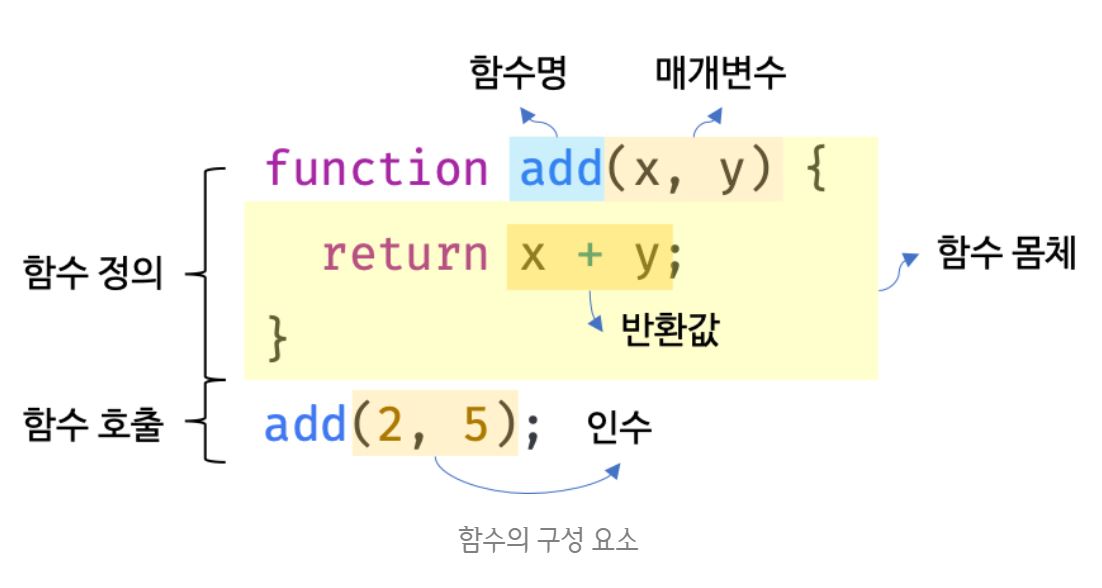 함수명 매개변수
function add(x, y) {
함수 정의
return x + y;
함수 몸체
반환값
}
함수 호출
add(2, 5);
인수
함수의 구성 요소